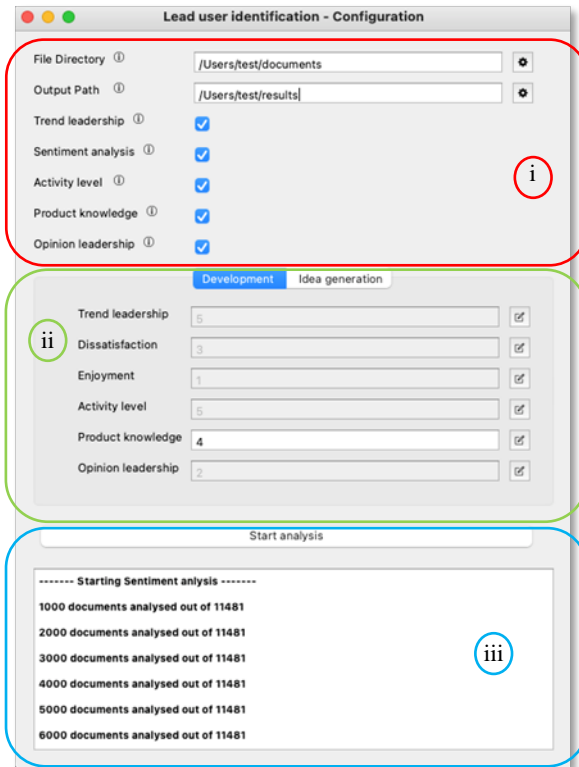 Lead user identification - Configuration
File Directory ⓘ /Users/test/documents
Output Path ⓘ /Users/test/results
Trend leadership ⓘ
Sentiment analysis ⓘ
Activity level ⓘ
Product knowledge ⓘ
Opinion leadership ⓘ
i
Development Idea generation
Trend leadership 5
ii
Dissatisfaction 3
Enjoyment 1
Activity level 5
Product knowledge 4
Opinion leadership 2
Start analysis
------- Starting Sentiment anlysis -------
1000 documents analysed out of 11481
2000 documents analysed out of 11481
3000 documents analysed out of 11481
iii
4000 documents analysed out of 11481
5000 documents analysed out of 11481
6000 documents analysed out of 11481